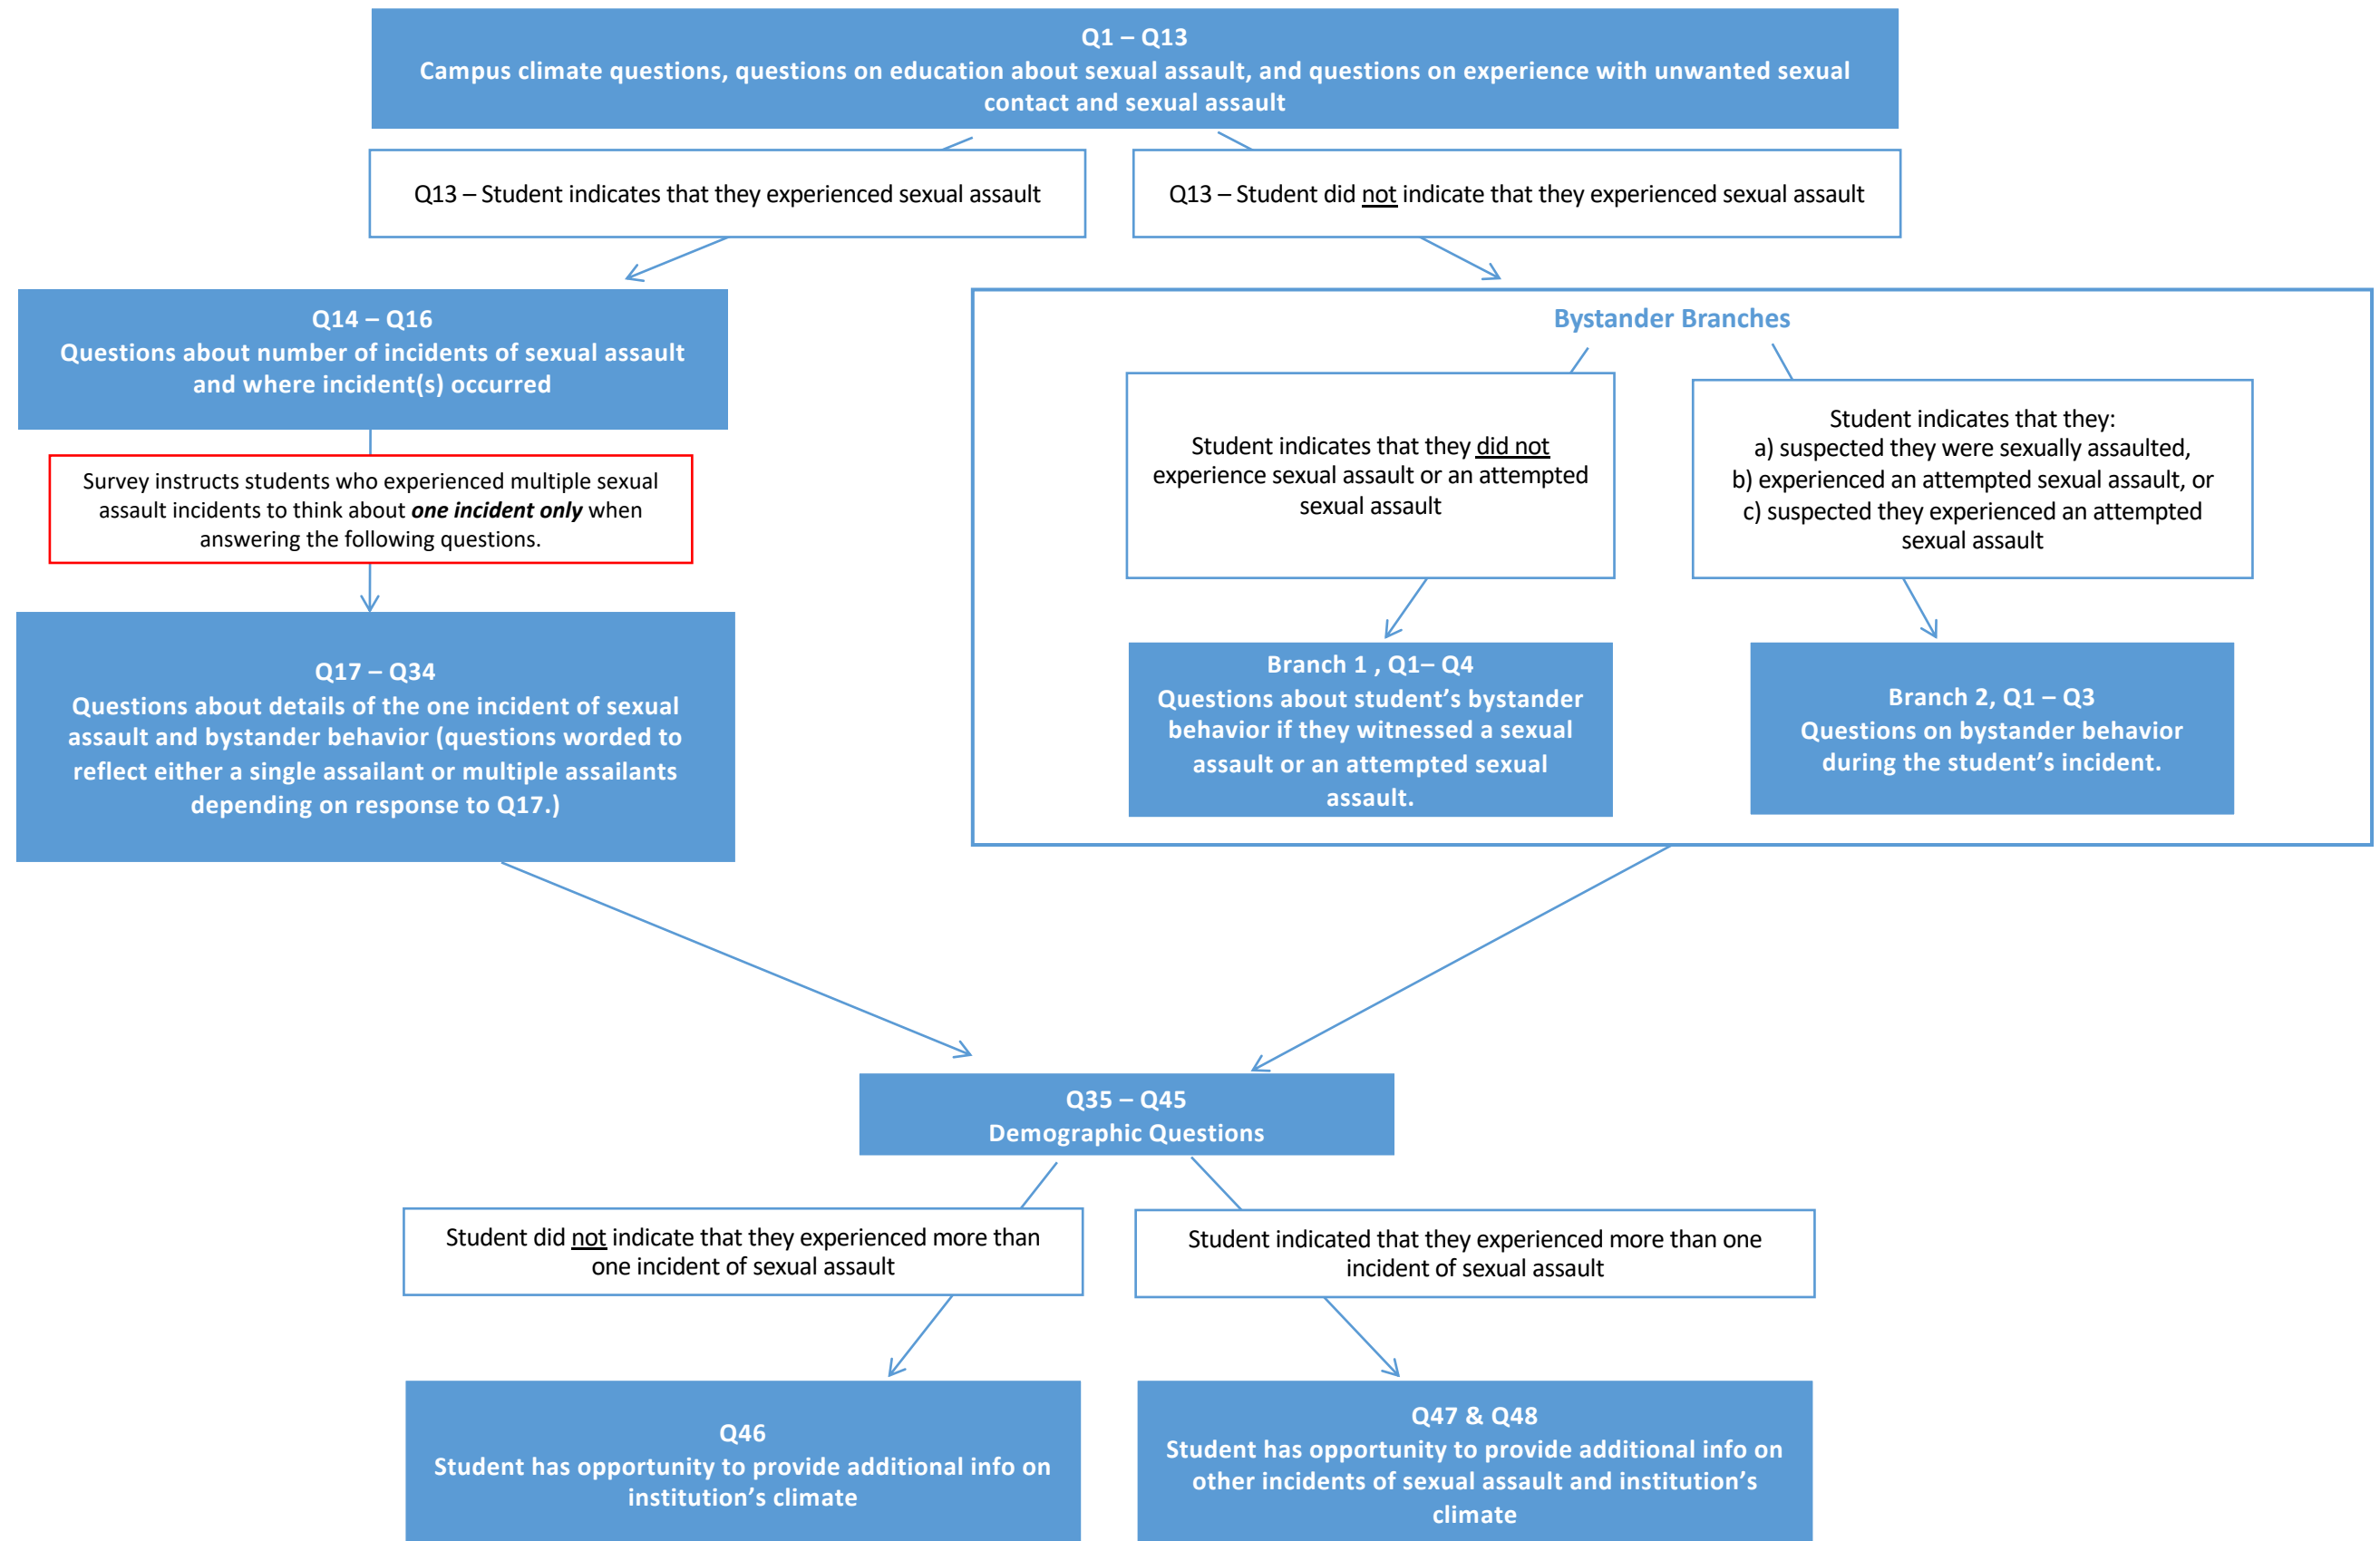 Q1 – Q13
Campus climate questions, questions on education about sexual assault, and questions on experience with unwanted sexual
contact and sexual assault
Q13 – Student indicates that they experienced sexual assault
Q13 – Student did not indicate that they experienced sexual assault
Q14 – Q16
Questions about number of incidents of sexual assault
and where incident(s) occurred
Survey instructs students who experienced multiple sexual
assault incidents to think about one incident only when
answering the following questions.
Q17 – Q34
Questions about details of the one incident of sexual
assault and bystander behavior (questions worded to
reflect either a single assailant or multiple assailants
depending on response to Q17.)
Bystander Branches
Student indicates that they did not
experience sexual assault or an attempted
sexual assault
Student indicates that they:
a) suspected they were sexually assaulted,
b) experienced an attempted sexual assault, or
c) suspected they experienced an attempted
sexual assault
Branch 1 , Q1– Q4
Questions about student’s bystander
behavior if they witnessed a sexual
assault or an attempted sexual
assault.
Branch 2, Q1 – Q3
Questions on bystander behavior
during the student’s incident.
Q35 – Q45
Demographic Questions
Student did not indicate that they experienced more than
one incident of sexual assault
Student indicated that they experienced more than one
incident of sexual assault
Q46
Student has opportunity to provide additional info on
institution’s climate
Q47 & Q48
Student has opportunity to provide additional info on
other incidents of sexual assault and institution’s
climate